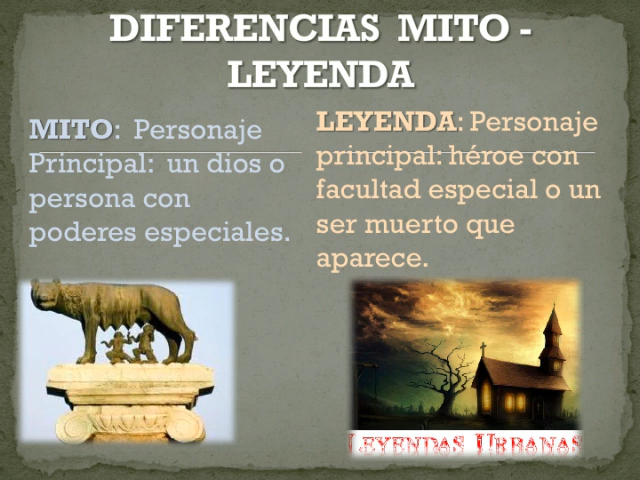 DIFERENCIAS MITO -
LEYENDA
MITO: Personaje
Principal: un dios o
persona con
poderes especiales.
LEYENDA: Personaje
principal: héroe con
facultad especial o un
ser muerto que
aparece.
LEYENDAS URBANAS